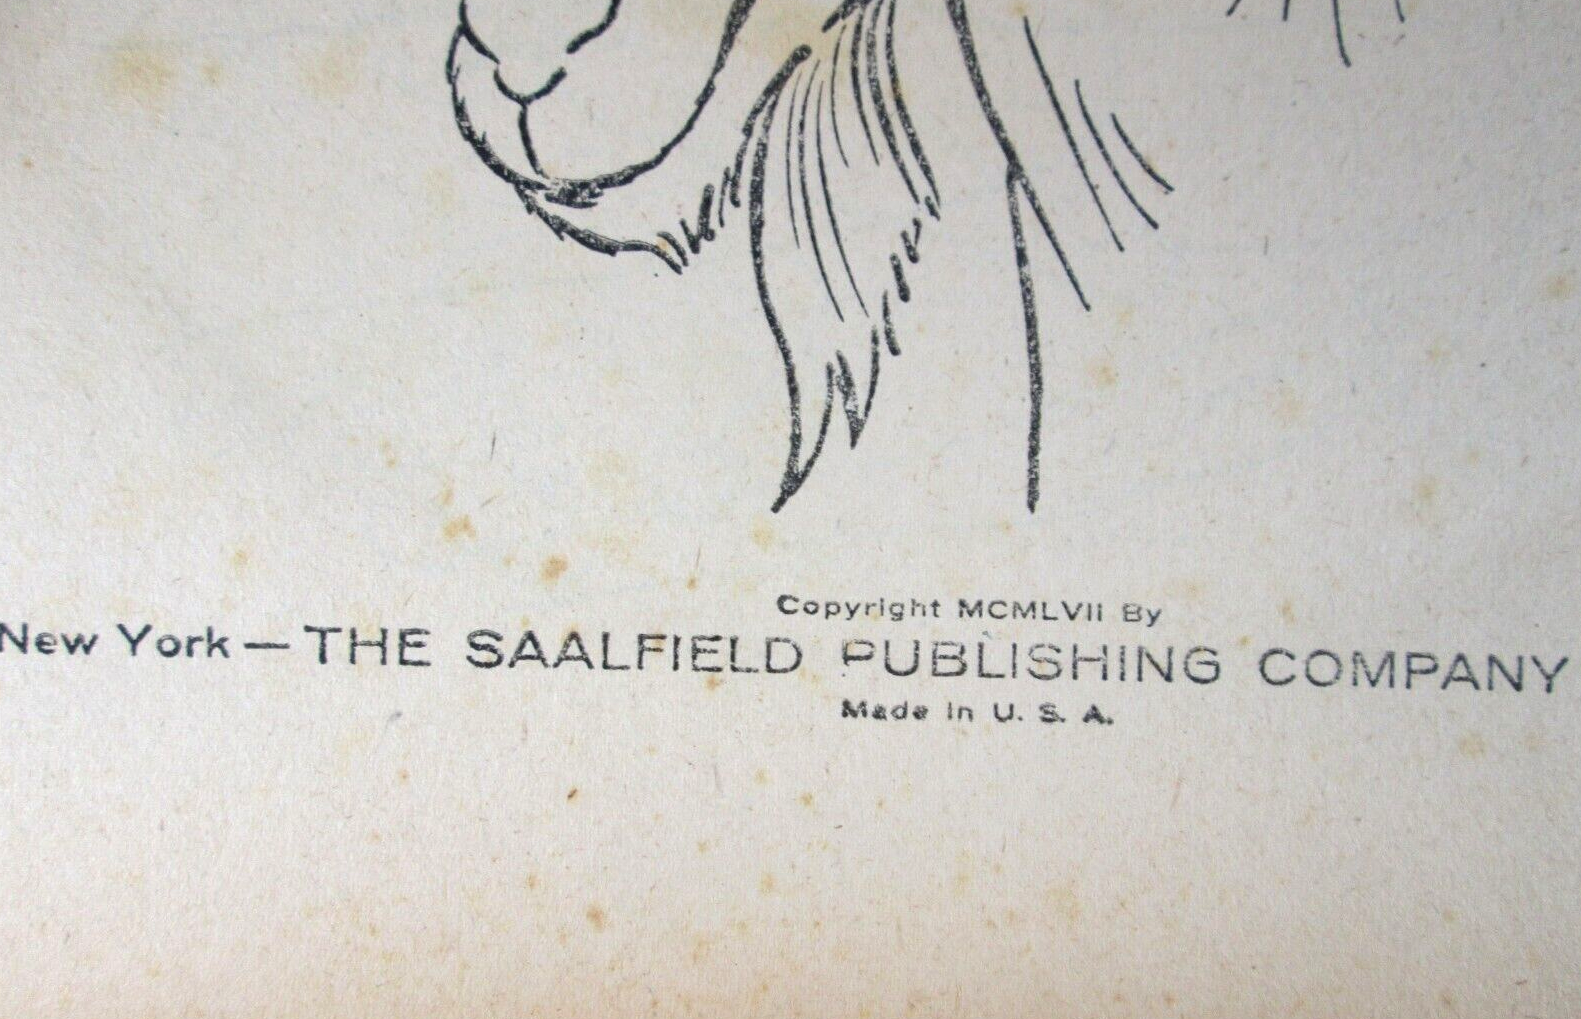 Copyright MCMLVII By
New York — THE SAALFIELD PUBLISHING COMPANY
Made in U. S. A.